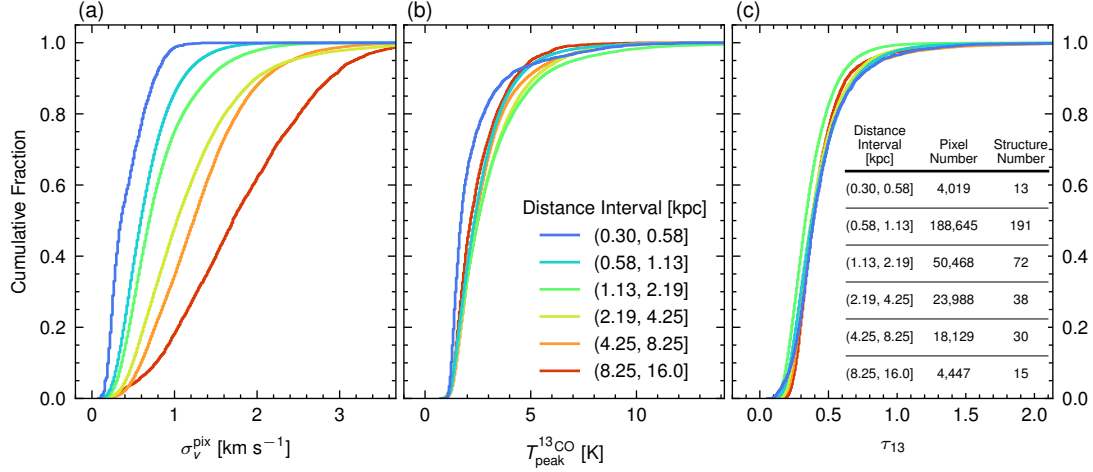 (a)
(b)
(c)
Cumulative Fraction
1.0
0.8
0.6
0.4
0.2
0.0
0 1 2 3
σ_v^pix [km s⁻¹]
Distance Interval [kpc]
(0.30, 0.58]
(0.58, 1.13]
(1.13, 2.19]
(2.19, 4.25]
(4.25, 8.25]
(8.25, 16.0]
0 5 10
T_peak^13CO [K]
Distance Interval [kpc] Pixel Number Structure Number
(0.30, 0.58] 4,019 13
(0.58, 1.13] 188,645 191
(1.13, 2.19] 50,468 72
(2.19, 4.25] 23,988 38
(4.25, 8.25] 18,129 30
(8.25, 16.0] 4,447 15
0.0 0.5 1.0 1.5 2.0
τ₁₃
1.0
0.8
0.6
0.4
0.2
0.0